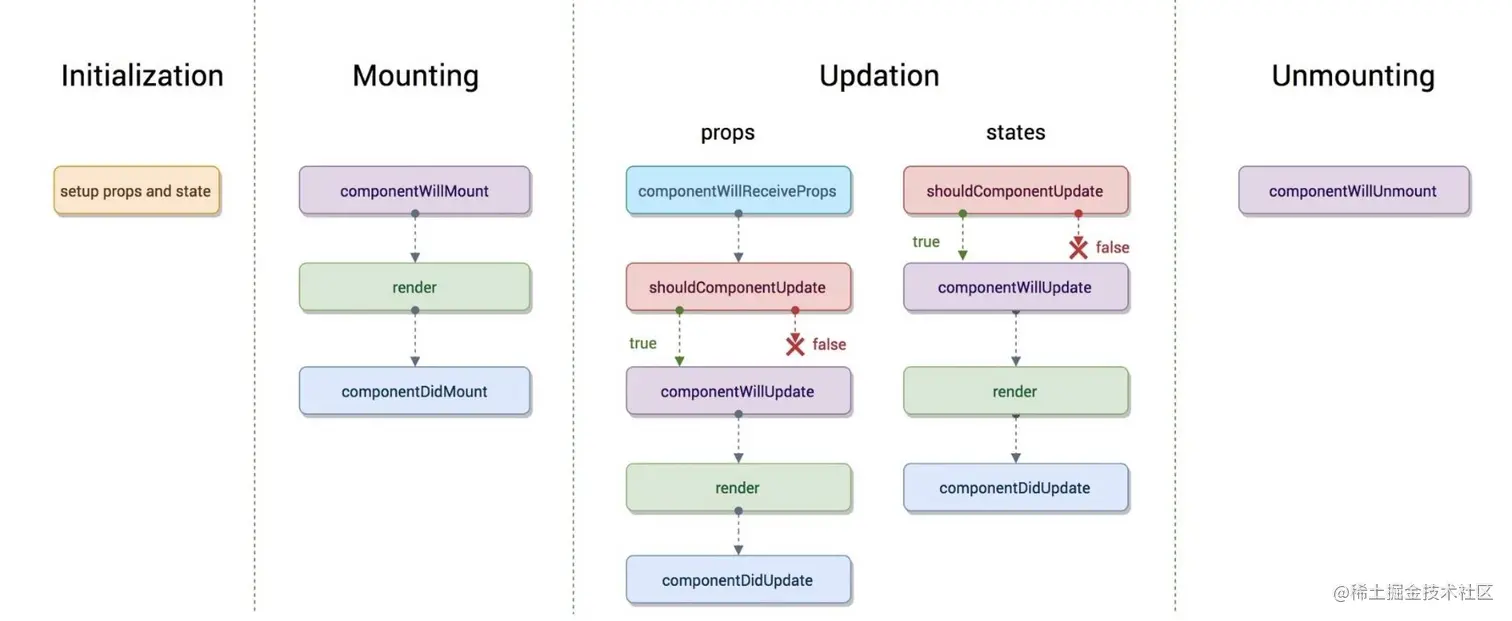 Initialization
setup props and state
Mounting
componentWillMount
render
componentDidMount
Updation
props
componentWillReceiveProps
shouldComponentUpdate
true
false
componentWillUpdate
render
componentDidUpdate
states
shouldComponentUpdate
true
false
componentWillUpdate
render
componentDidUpdate
Unmounting
componentWillUnmount
@稀土掘金技术社区